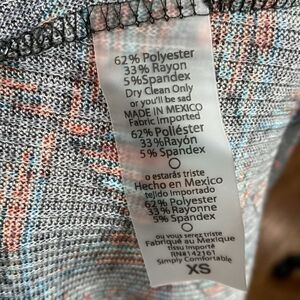 62% Polyester
33% Rayon
5% Spandex
Dry Clean Only
or you'll be sad
MADE IN MEXICO
Fabric Imported
62% Poliéster
33% Rayón
5% Spandex
o estarás triste
Hecho en Mexico
tejido Importado
62% Polyester
33% Rayonne
5% Spandex
ou vous serez triste
Fabriqué au Mexique
tissu Importé
RN#142161
Simply Comfortable
XS